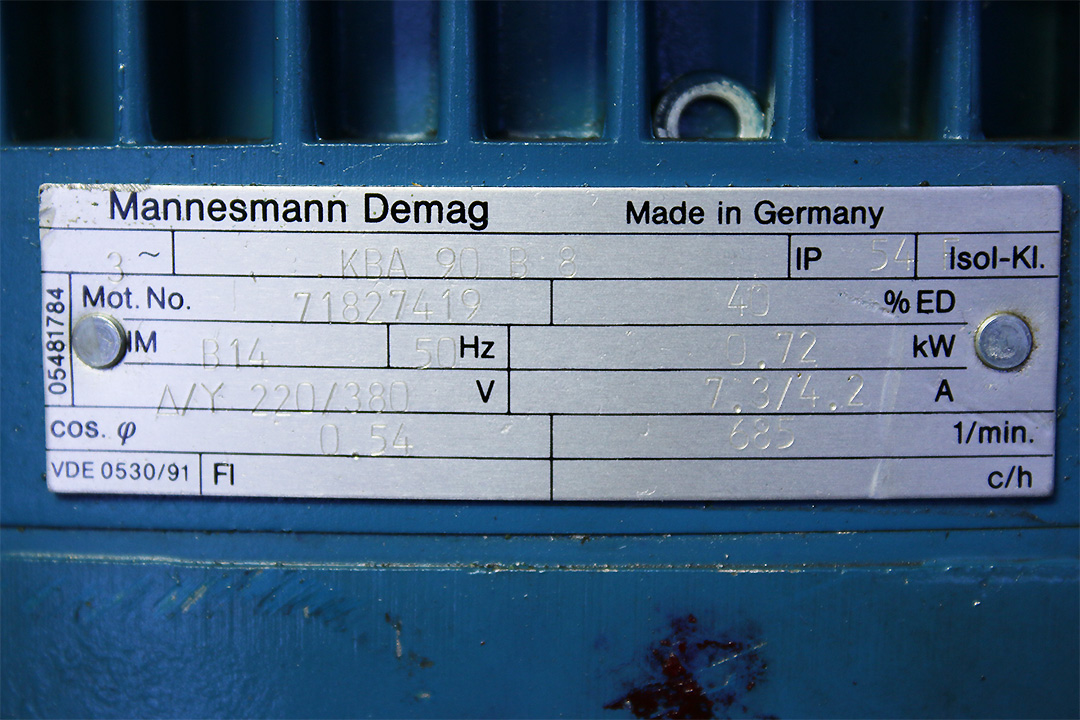 Mannesmann Demag Made in Germany
3 ~ KBA 90 B 8 IP 54 F Isol-Kl.
05481784
Mot. No. 71827419 40 % ED
IM B14 50 Hz 0.72 kW
Δ/Y 220/380 V 7.3/4.2 A
cos. φ 0.54 685 1/min.
VDE 0530/91 FI c/h